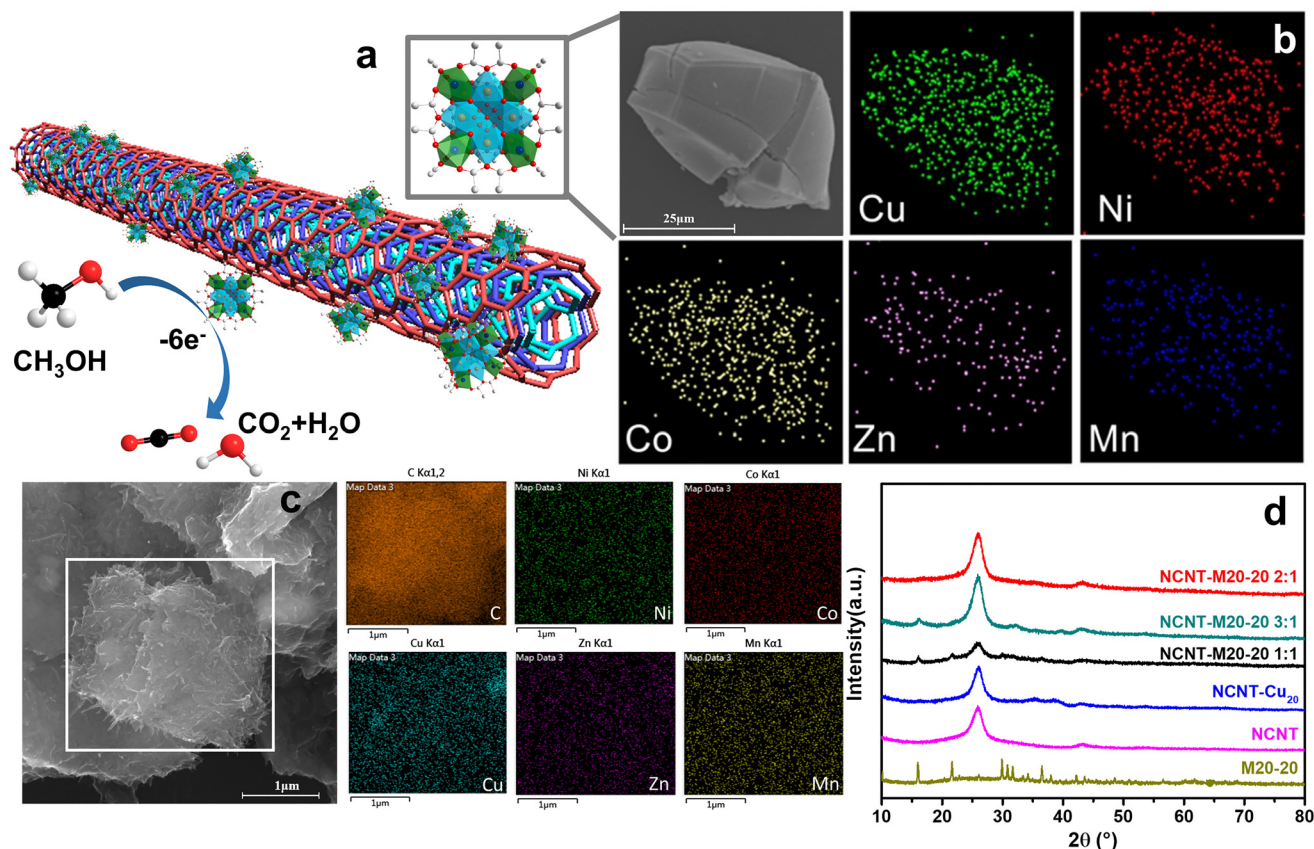 a
b
25μm
Cu
Ni
CH₃OH
-6e⁻
CO₂+H₂O
Co
Zn
Mn
c
1μm
C Kα1,2
Map Data 3
C
1μm
Ni Kα1
Map Data 3
Ni
1μm
Co Kα1
Map Data 3
Co
1μm
Cu Kα1
Map Data 3
Cu
1μm
Zn Kα1
Map Data 3
Zn
1μm
Mn Kα1
Map Data 3
Mn
1μm
d
Intensity(a.u.)
NCNT-M20-20 2:1
NCNT-M20-20 3:1
NCNT-M20-20 1:1
NCNT-Cu₂₀
NCNT
M20-20
10 20 30 40 50 60 70 80
2θ (°)